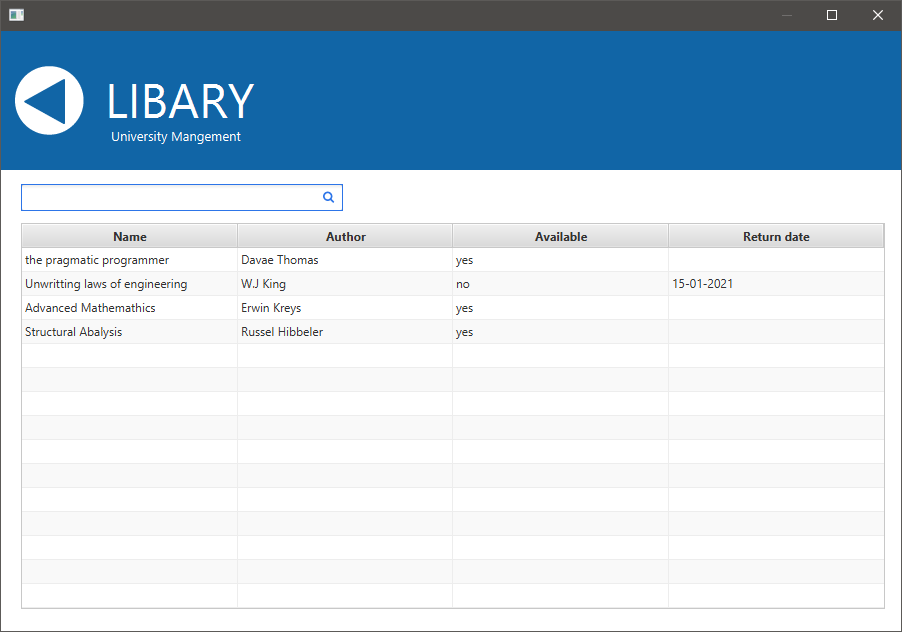 LIBARY
University Mangement
Name Author Available Return date
the pragmatic programmer Davae Thomas yes
Unwritting laws of engineering W.J King no 15-01-2021
Advanced Mathemathics Erwin Kreys yes
Structural Abalysis Russel Hibbeler yes